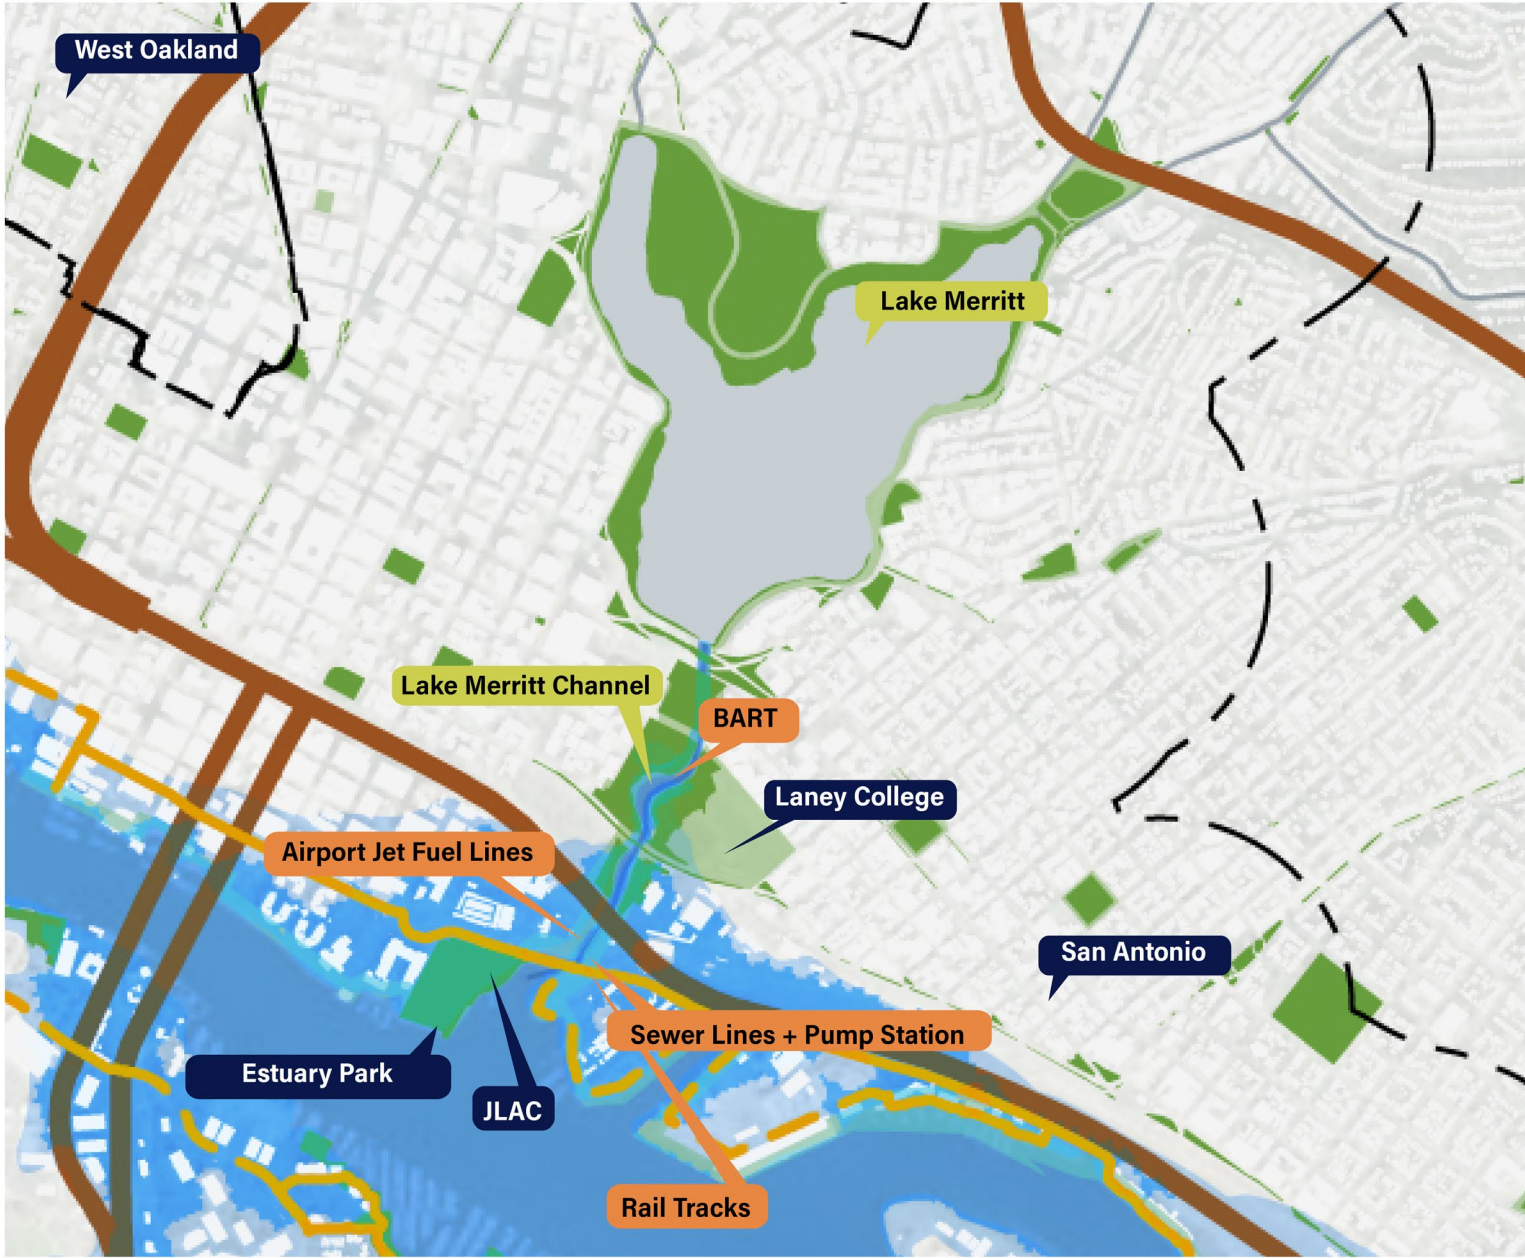 West Oakland
Lake Merritt
Lake Merritt Channel
BART
Laney College
Airport Jet Fuel Lines
San Antonio
Sewer Lines + Pump Station
Estuary Park
JLAC
Rail Tracks